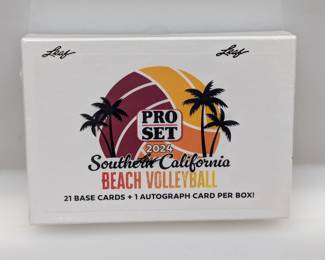 Leaf Leaf
PRO
SET
2024
Southern California
BEACH VOLLEYBALL
21 BASE CARDS + 1 AUTOGRAPH CARD PER BOX!